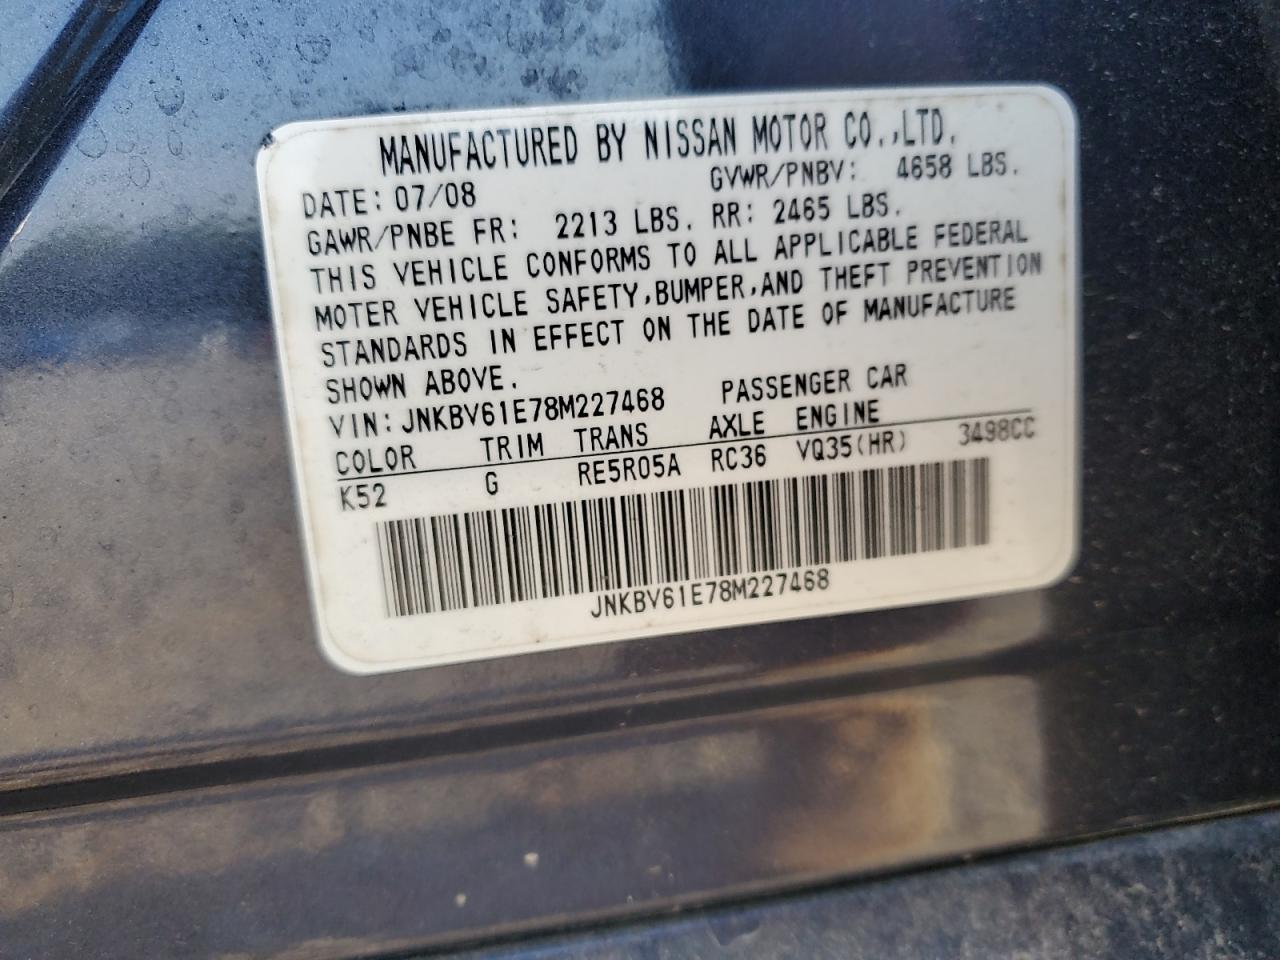 MANUFACTURED BY NISSAN MOTOR CO.,LTD.
DATE: 07/08 GVWR/PNBV: 4658 LBS.
GAWR/PNBE FR: 2213 LBS. RR: 2465 LBS.
THIS VEHICLE CONFORMS TO ALL APPLICABLE FEDERAL
MOTER VEHICLE SAFETY,BUMPER,AND THEFT PREVENTION
STANDARDS IN EFFECT ON THE DATE OF MANUFACTURE
SHOWN ABOVE.
VIN: JNKBV61E78M227468 PASSENGER CAR
COLOR TRIM TRANS AXLE ENGINE
K52 G RE5R05A RC36 VQ35(HR) 3498CC
JNKBV61E78M227468